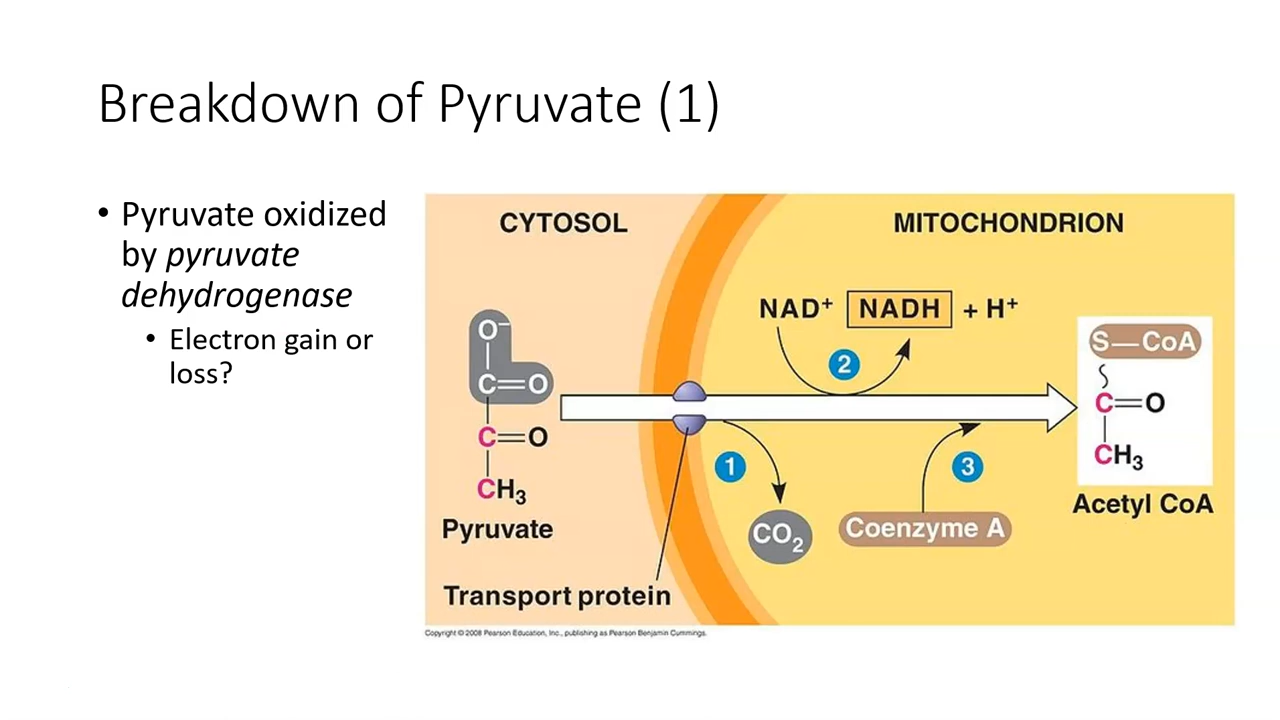 Breakdown of Pyruvate (1)
• Pyruvate oxidized
by pyruvate
dehydrogenase
• Electron gain or
loss?
CYTOSOL
MITOCHONDRION
NAD⁺ NADH + H⁺
2
O⁻
C=O
C=O
CH₃
Pyruvate
Transport protein
1
CO₂
3
Coenzyme A
S—CoA
C=O
CH₃
Acetyl CoA
Copyright © 2008 Pearson Education, Inc., publishing as Pearson Benjamin Cummings.